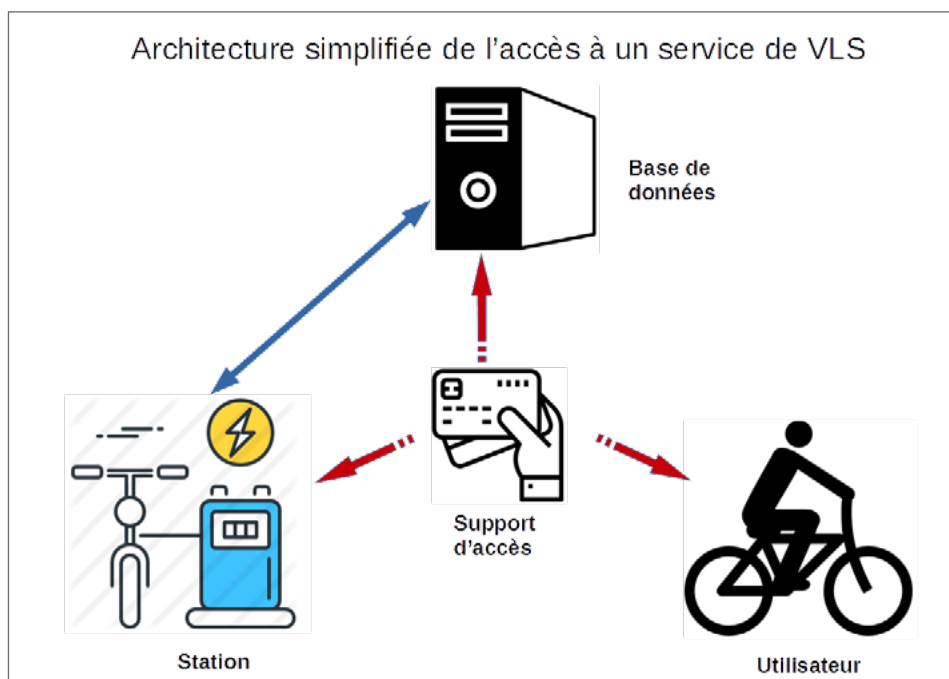 Architecture simplifiée de l'accès à un service de VLS
Base de
données
Support
d'accès
Station
Utilisateur